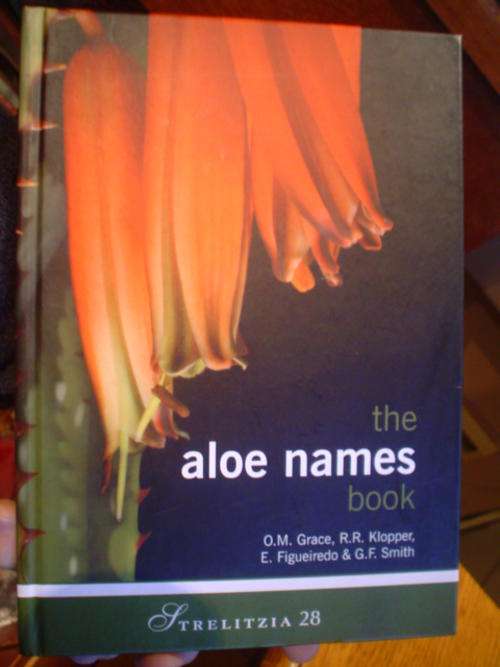 the
aloe names
book
O.M. Grace, R.R. Klopper,
E. Figueiredo & G.F. Smith
STRELITZIA 28